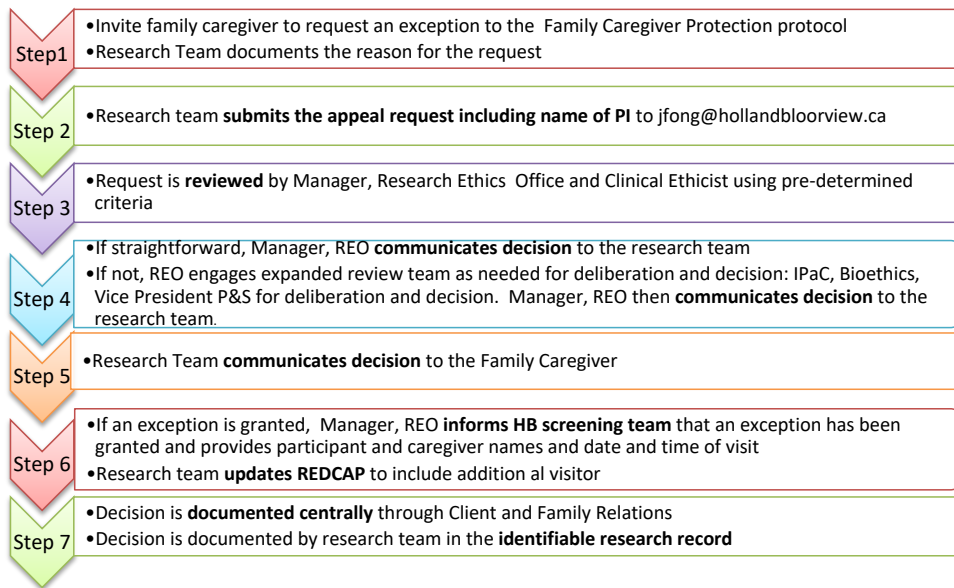 Step1
•Invite family caregiver to request an exception to the Family Caregiver Protection protocol
•Research Team documents the reason for the request
Step 2
•Research team submits the appeal request including name of PI to jfong@hollandbloorview.ca
Step 3
•Request is reviewed by Manager, Research Ethics Office and Clinical Ethicist using pre-determined
criteria
Step 4
•If straightforward, Manager, REO communicates decision to the research team
•If not, REO engages expanded review team as needed for deliberation and decision: IPaC, Bioethics,
Vice President P&S for deliberation and decision. Manager, REO then communicates decision to the
research team.
Step 5
•Research Team communicates decision to the Family Caregiver
Step 6
•If an exception is granted, Manager, REO informs HB screening team that an exception has been
granted and provides participant and caregiver names and date and time of visit
•Research team updates REDCAP to include addition al visitor
Step 7
•Decision is documented centrally through Client and Family Relations
•Decision is documented by research team in the identifiable research record